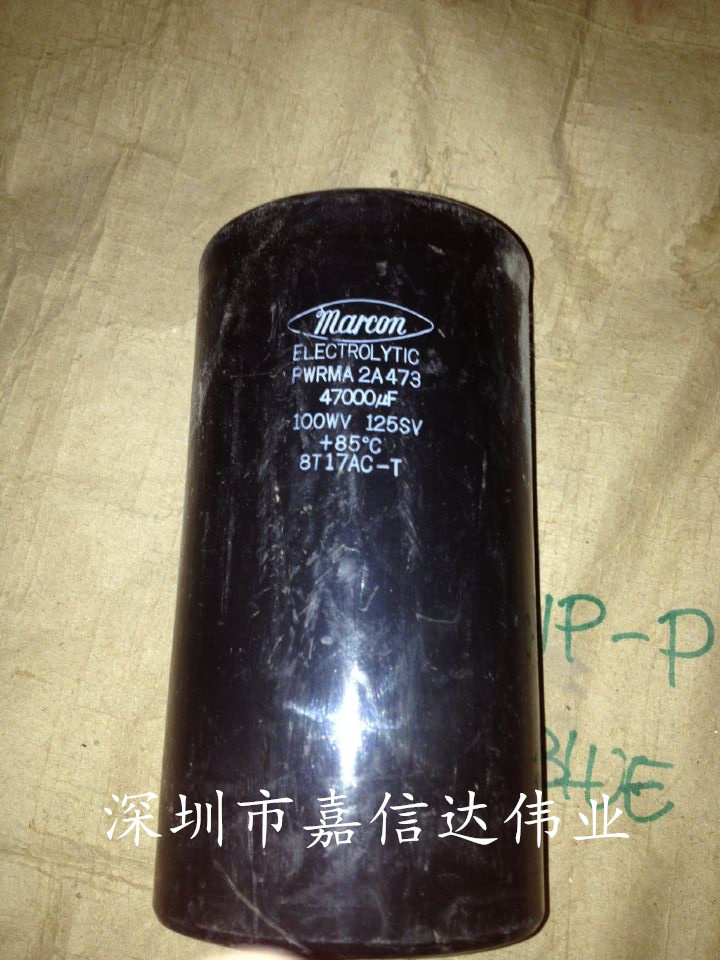 marcon
ELECTROLYTIC
PWRMA 2A473
47000µF
100WV 125SV
+85°C
8T17AC-T
深圳市嘉信达伟业